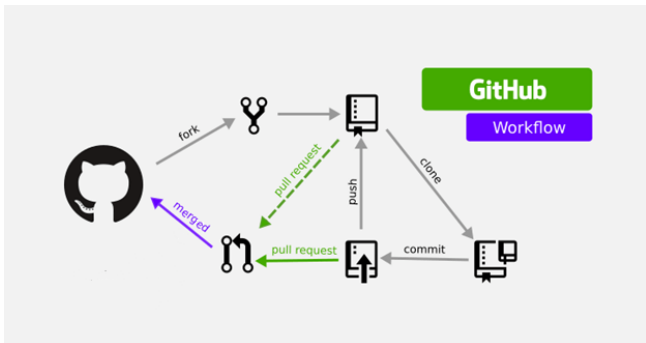 GitHub
Workflow
fork
clone
pull request
push
merged
pull request
commit